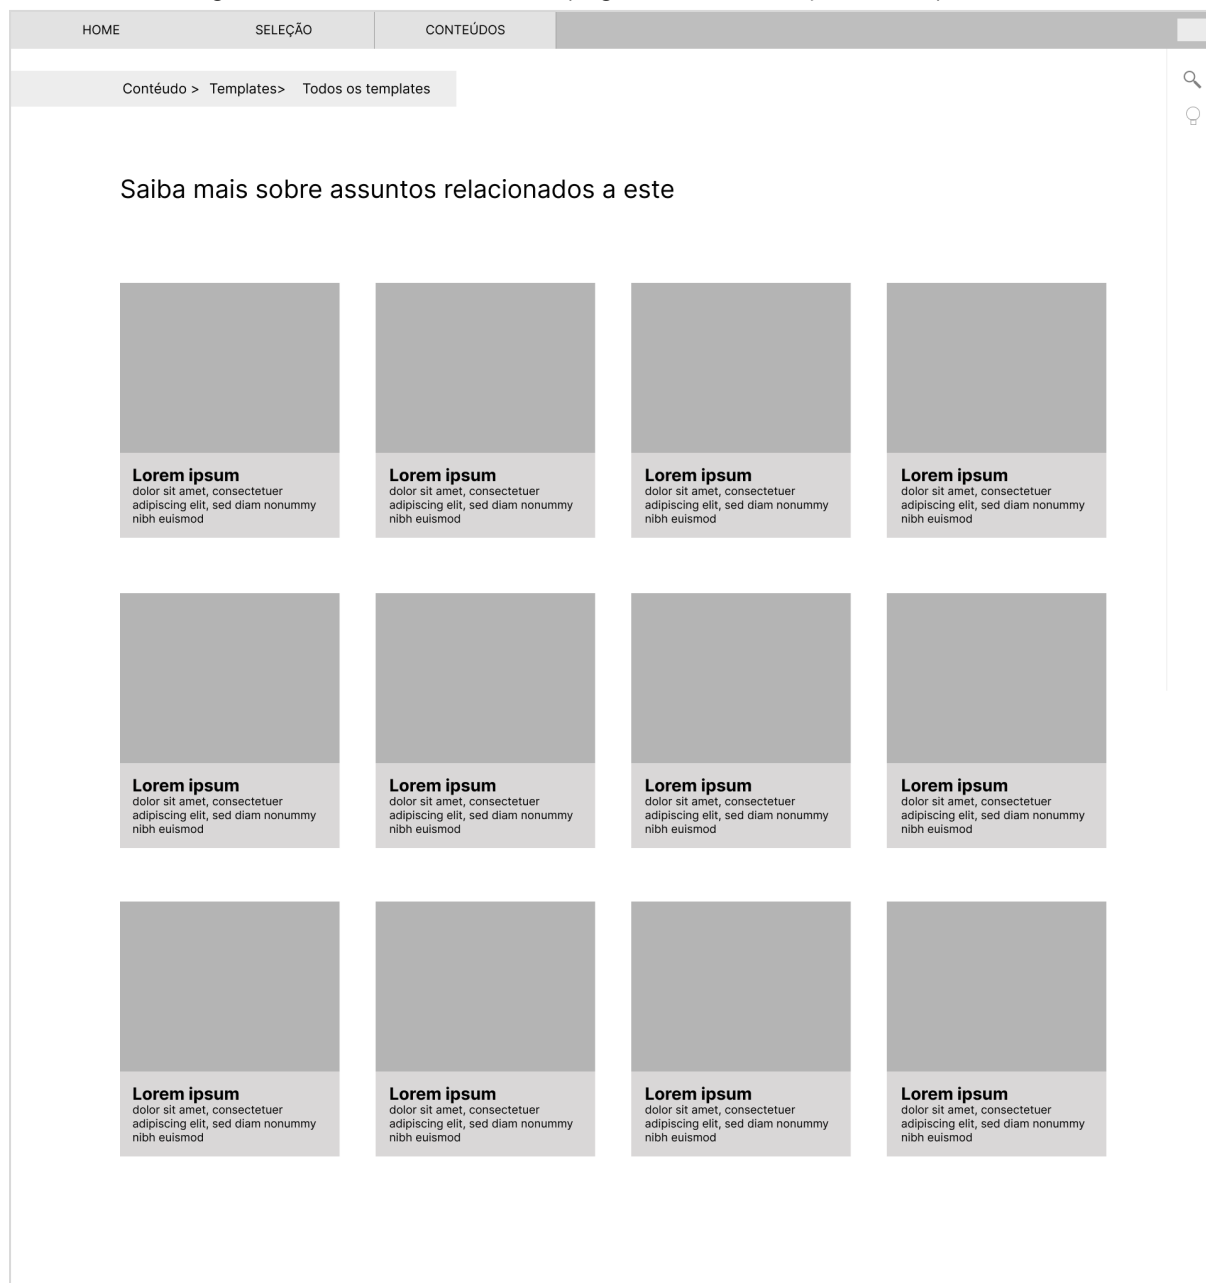 HOME SELEÇÃO CONTEÚDOS
Contéudo > Templates> Todos os templates
Saiba mais sobre assuntos relacionados a este
Lorem ipsum
dolor sit amet, consectetuer
adipiscing elit, sed diam nonummy
nibh euismod
Lorem ipsum
dolor sit amet, consectetuer
adipiscing elit, sed diam nonummy
nibh euismod
Lorem ipsum
dolor sit amet, consectetuer
adipiscing elit, sed diam nonummy
nibh euismod
Lorem ipsum
dolor sit amet, consectetuer
adipiscing elit, sed diam nonummy
nibh euismod
Lorem ipsum
dolor sit amet, consectetuer
adipiscing elit, sed diam nonummy
nibh euismod
Lorem ipsum
dolor sit amet, consectetuer
adipiscing elit, sed diam nonummy
nibh euismod
Lorem ipsum
dolor sit amet, consectetuer
adipiscing elit, sed diam nonummy
nibh euismod
Lorem ipsum
dolor sit amet, consectetuer
adipiscing elit, sed diam nonummy
nibh euismod
Lorem ipsum
dolor sit amet, consectetuer
adipiscing elit, sed diam nonummy
nibh euismod
Lorem ipsum
dolor sit amet, consectetuer
adipiscing elit, sed diam nonummy
nibh euismod
Lorem ipsum
dolor sit amet, consectetuer
adipiscing elit, sed diam nonummy
nibh euismod
Lorem ipsum
dolor sit amet, consectetuer
adipiscing elit, sed diam nonummy
nibh euismod